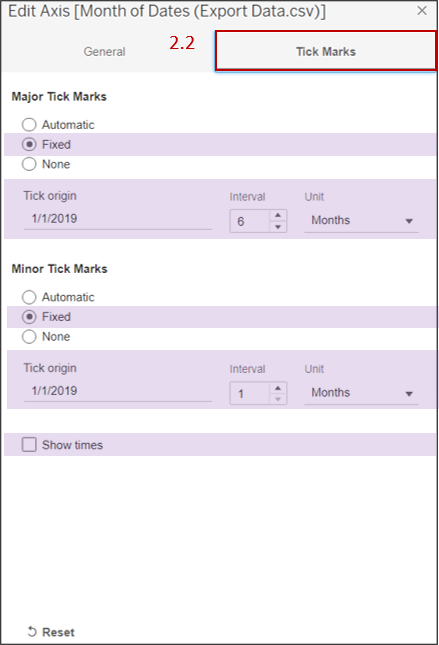 Edit Axis [Month of Dates (Export Data.csv)]
General
2.2
Tick Marks
Major Tick Marks
Automatic
Fixed
None
Tick origin
Interval
Unit
1/1/2019
6
Months
Minor Tick Marks
Automatic
Fixed
None
Tick origin
Interval
Unit
1/1/2019
1
Months
Show times
Reset